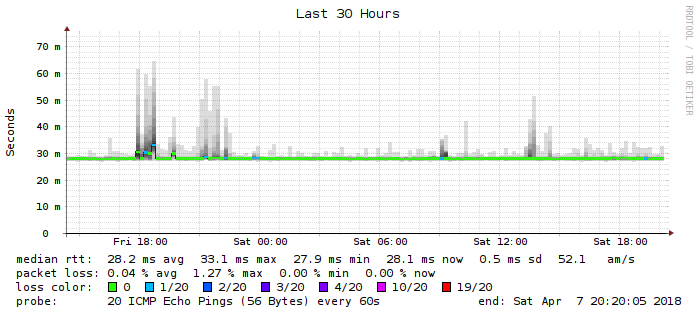 Last 30 Hours
RRDTOOL / TOBI OETIKER
Seconds
70 m
60 m
50 m
40 m
30 m
20 m
10 m
0
Fri 18:00 Sat 00:00 Sat 06:00 Sat 12:00 Sat 18:00
median rtt: 28.2 ms avg 33.1 ms max 27.9 ms min 28.1 ms now 0.5 ms sd 52.1 am/s
packet loss: 0.04 % avg 1.27 % max 0.00 % min 0.00 % now
loss color: 0 1/20 2/20 3/20 4/20 10/20 19/20
probe: 20 ICMP Echo Pings (56 Bytes) every 60s end: Sat Apr 7 20:20:05 2018